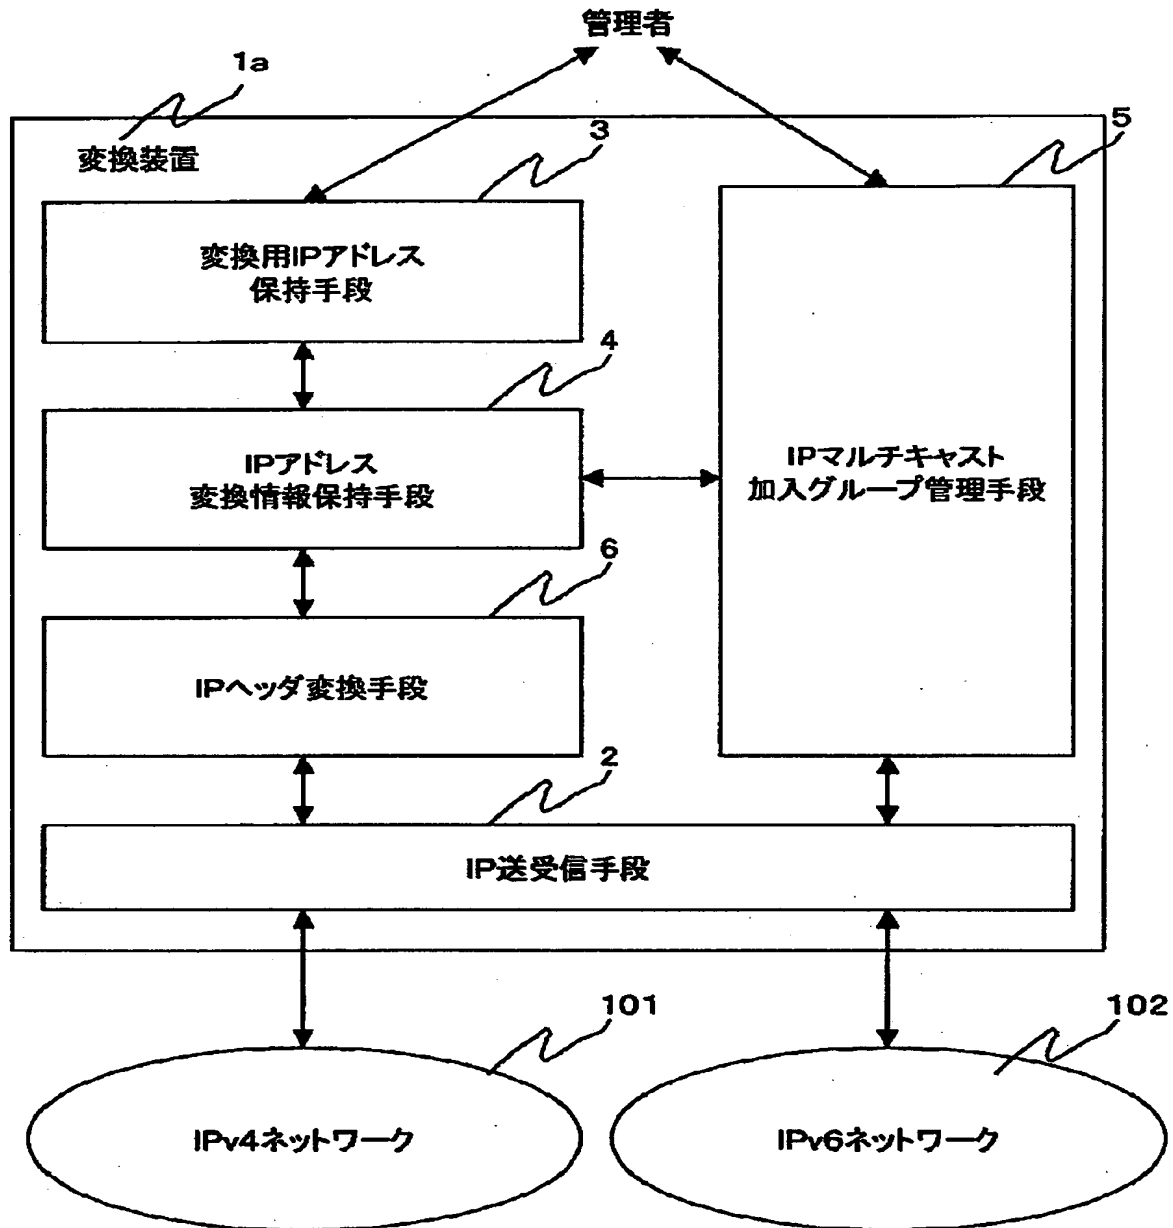 管理者
1a
変換装置
3
5
変換用IPアドレス
保持手段
4
IPアドレス
変換情報保持手段
IPマルチキャスト
加入グループ管理手段
6
IPヘッダ変換手段
2
IP送受信手段
101
102
IPv4ネットワーク
IPv6ネットワーク